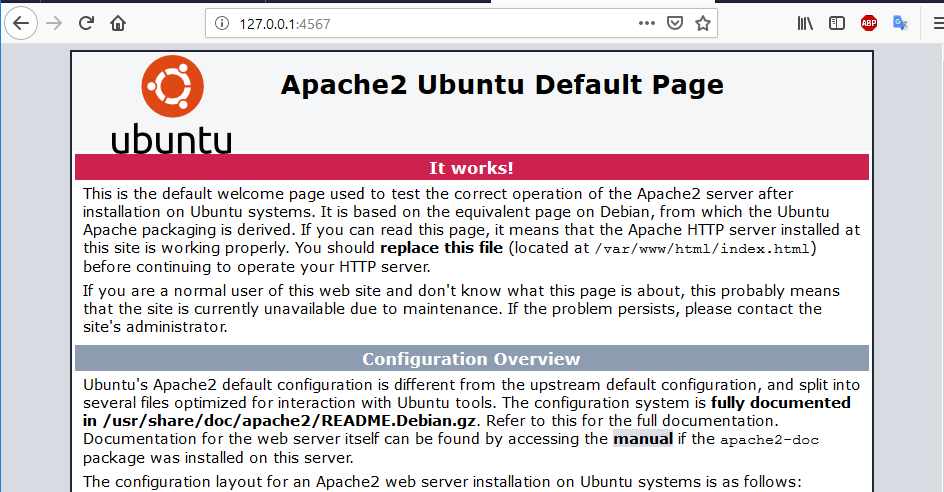 127.0.0.1:4567
ABP
G
ubuntu
Apache2 Ubuntu Default Page
It works!
This is the default welcome page used to test the correct operation of the Apache2 server after
installation on Ubuntu systems. It is based on the equivalent page on Debian, from which the Ubuntu
Apache packaging is derived. If you can read this page, it means that the Apache HTTP server installed at
this site is working properly. You should replace this file (located at /var/www/html/index.html)
before continuing to operate your HTTP server.
If you are a normal user of this web site and don't know what this page is about, this probably means
that the site is currently unavailable due to maintenance. If the problem persists, please contact the
site's administrator.
Configuration Overview
Ubuntu's Apache2 default configuration is different from the upstream default configuration, and split into
several files optimized for interaction with Ubuntu tools. The configuration system is fully documented
in /usr/share/doc/apache2/README.Debian.gz. Refer to this for the full documentation.
Documentation for the web server itself can be found by accessing the manual if the apache2-doc
package was installed on this server.
The configuration layout for an Apache2 web server installation on Ubuntu systems is as follows: